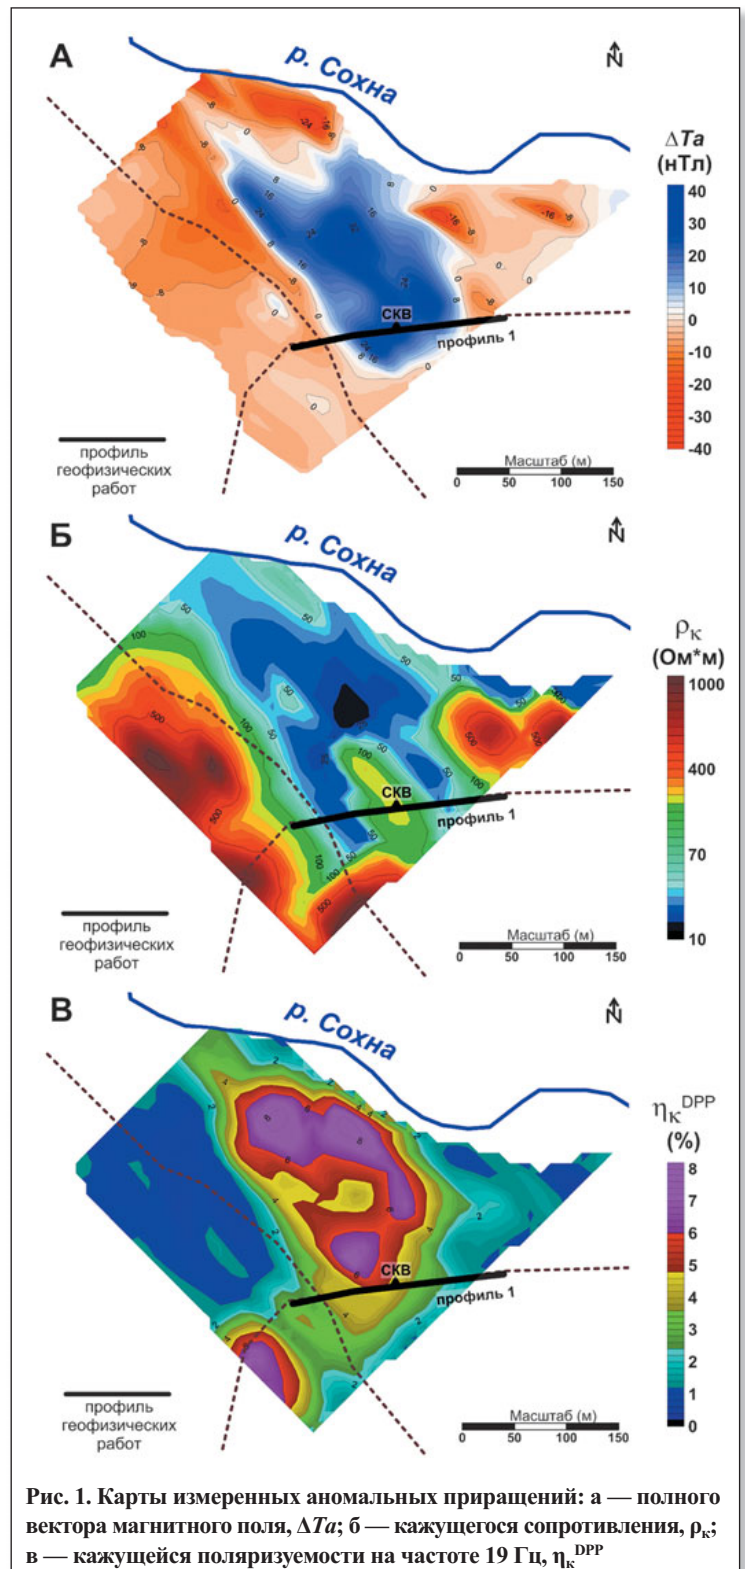 А
р. Сохна
N
ΔTa
(нТл)
40
30
20
10
0
-10
-20
-30
-40
СКВ
профиль 1
профиль
геофизических
работ
Масштаб (м)
0 50 100 150
Б
р. Сохна
N
ρк
(Ом*м)
1000
400
70
10
СКВ
профиль 1
профиль
геофизических
работ
Масштаб (м)
0 50 100 150
В
р. Сохна
N
ηк DPP
(%)
8
7
6
5
4
3
2
1
0
СКВ
профиль 1
профиль
геофизических
работ
Масштаб (м)
0 50 100 150
Рис. 1. Карты измеренных аномальных приращений: а — полного
вектора магнитного поля, ΔTa; б — кажущегося сопротивления, ρк;
в — кажущейся поляризуемости на частоте 19 Гц, ηк DPP